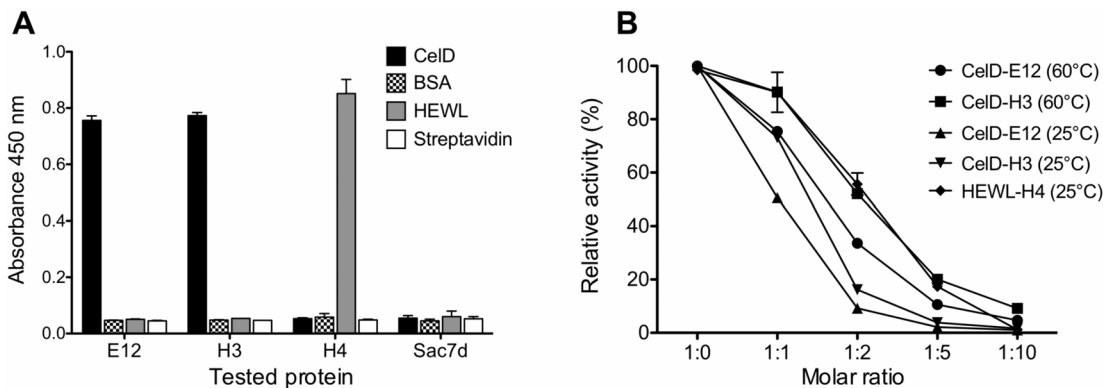 A
Absorbance 450 nm
1.0
0.8
0.6
0.4
0.2
0.0
E12 H3 H4 Sac7d
Tested protein
CelD
BSA
HEWL
Streptavidin
B
Relative activity (%)
100
80
60
40
20
0
1:0 1:1 1:2 1:5 1:10
Molar ratio
CelD-E12 (60°C)
CelD-H3 (60°C)
CelD-E12 (25°C)
CelD-H3 (25°C)
HEWL-H4 (25°C)